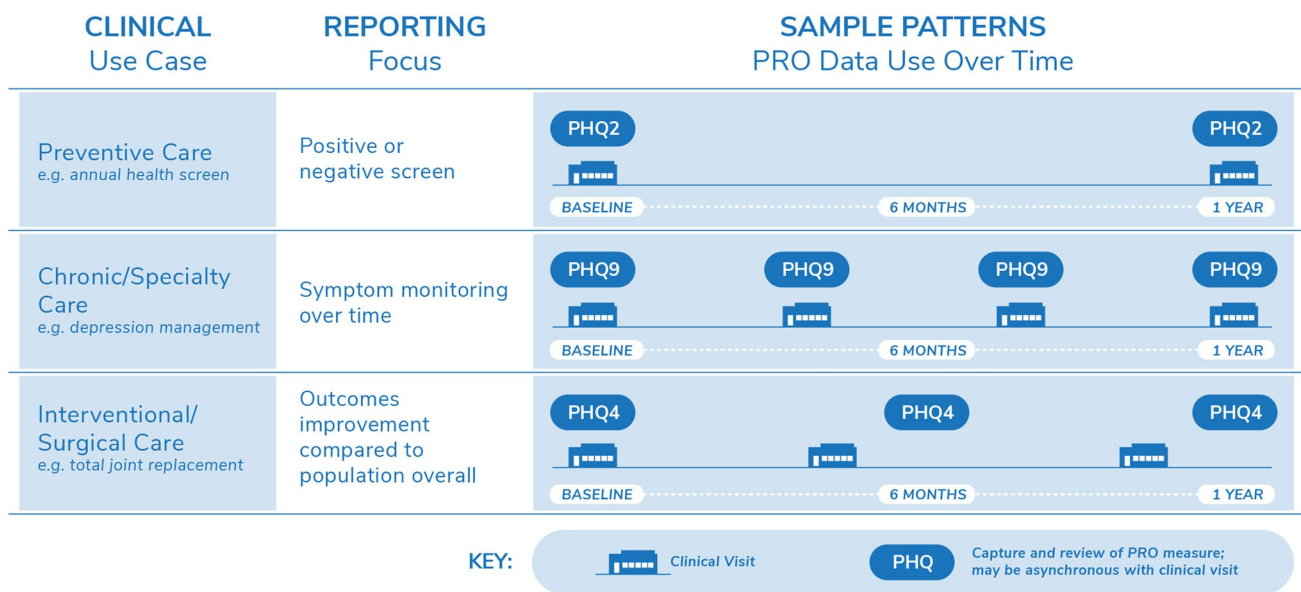 CLINICAL
Use Case
REPORTING
Focus
SAMPLE PATTERNS
PRO Data Use Over Time
Preventive Care
e.g. annual health screen
Positive or
negative screen
PHQ2
PHQ2
BASELINE
6 MONTHS
1 YEAR
Chronic/Specialty
Care
e.g. depression management
Symptom monitoring
over time
PHQ9
PHQ9
PHQ9
PHQ9
BASELINE
6 MONTHS
1 YEAR
Interventional/
Surgical Care
e.g. total joint replacement
Outcomes
improvement
compared to
population overall
PHQ4
PHQ4
PHQ4
BASELINE
6 MONTHS
1 YEAR
KEY:
Clinical Visit
PHQ
Capture and review of PRO measure;
may be asynchronous with clinical visit